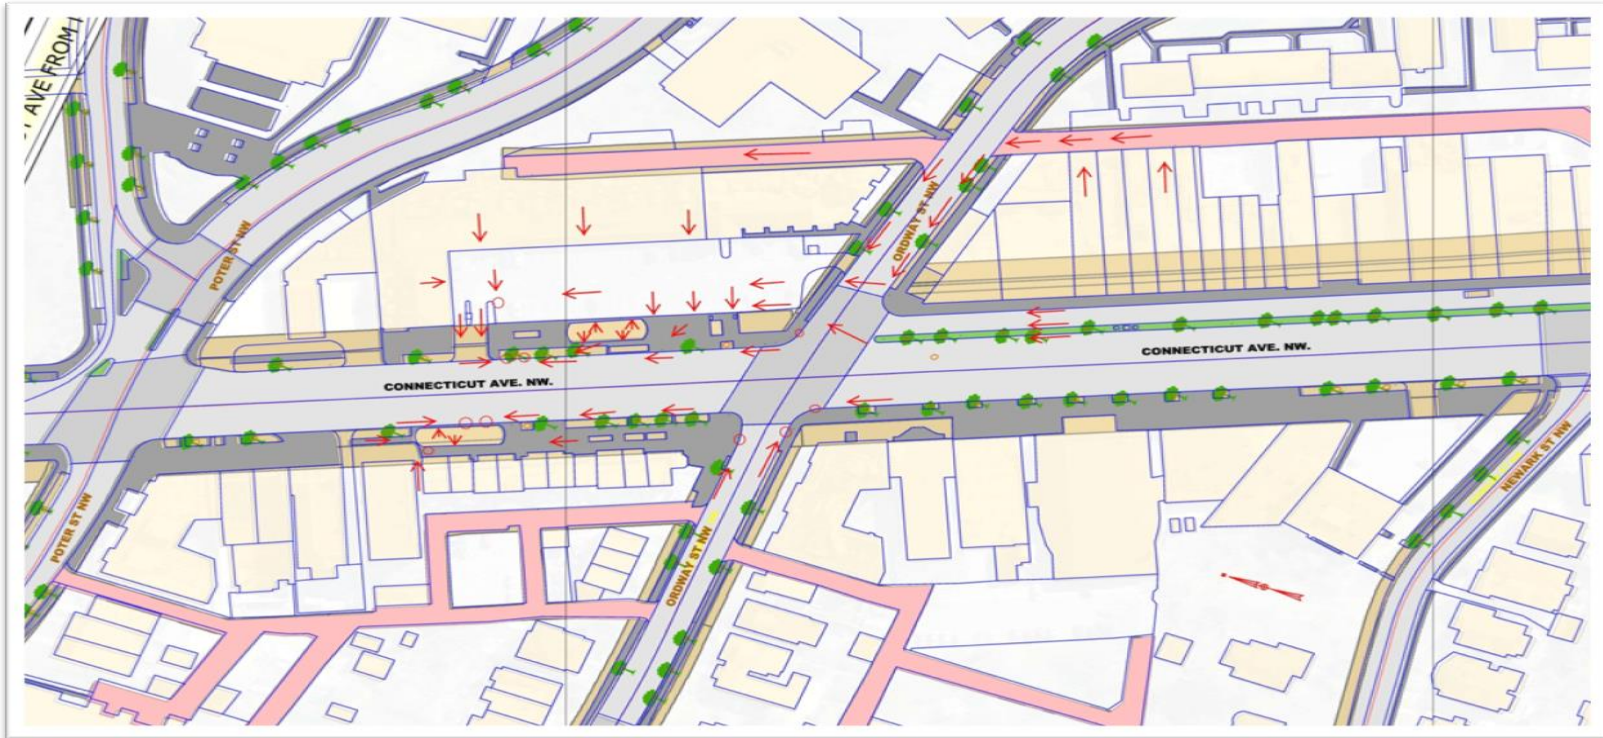 T AVE FROM I
POTER ST NW
ORDWAY ST NW
CONNECTICUT AVE. NW.
CONNECTICUT AVE. NW.
POTER ST NW
ORDWAY ST NW
NEWARK ST NW